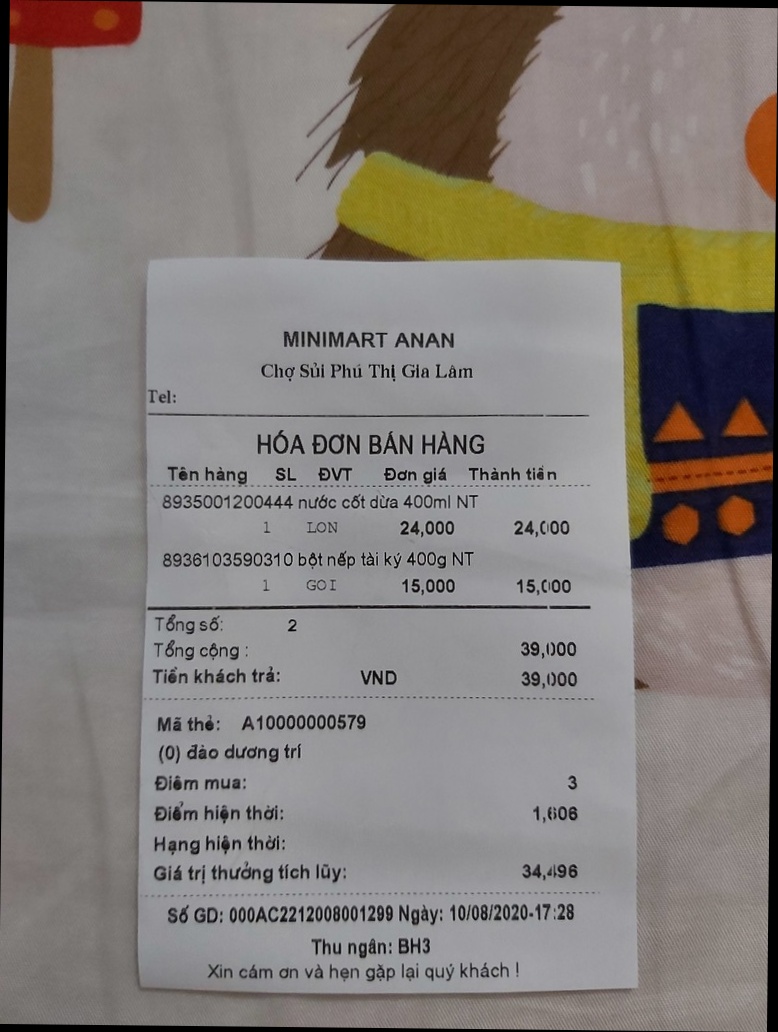 MINIMART ANAN
Chợ Sủi Phú Thị Gia Lâm
Tel:
HÓA ĐƠN BÁN HÀNG
Tên hàng SL ĐVT Đơn giá Thành tiền
8935001200444 nước cốt dừa 400ml NT
1 LON 24,000 24,000
8936103590310 bột nếp tài ký 400g NT
1 GOI 15,000 15,000
Tổng số: 2
Tổng cộng : 39,000
Tiền khách trả: VND 39,000
Mã thẻ: A10000000579
(0) đào dương trí
Điểm mua: 3
Điểm hiện thời: 1,606
Hạng hiện thời:
Giá trị thưởng tích lũy: 34,496
Số GD: 000AC2212008001299 Ngày: 10/08/2020-17:28
Thu ngân: BH3
Xin cám ơn và hẹn gặp lại quý khách !